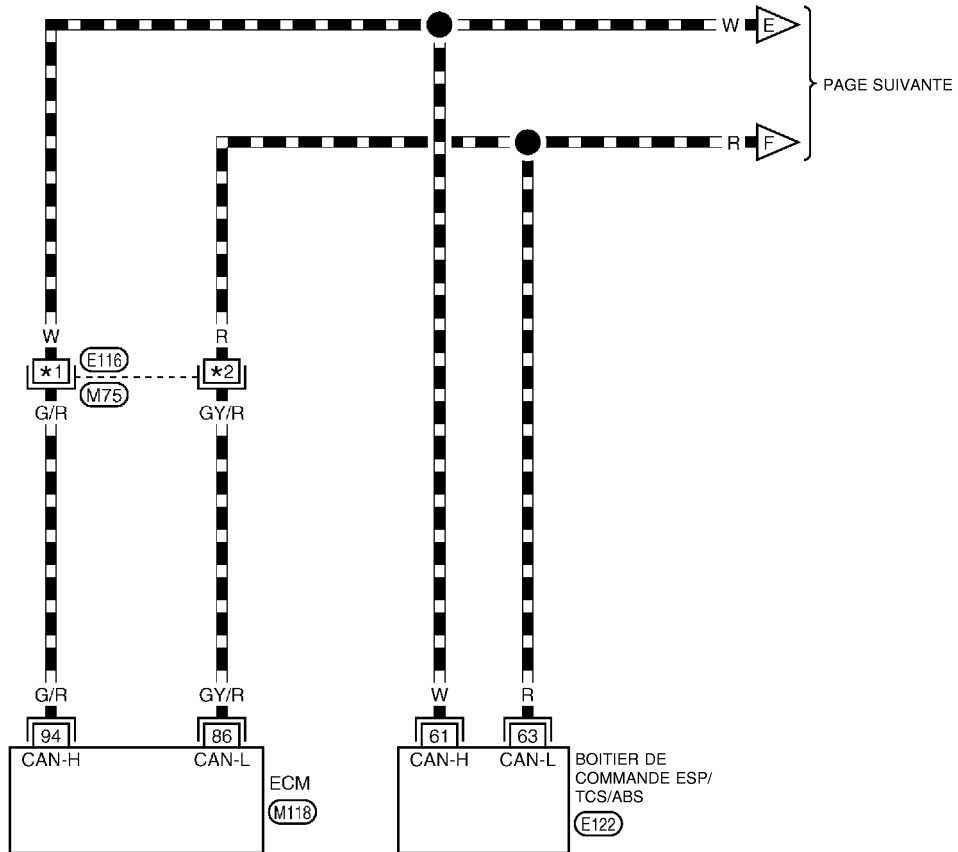 W E
PAGE SUIVANTE
R F
W R
*1 E116 *2
M75
G/R GY/R
G/R GY/R W R
94 86 61 63
CAN-H CAN-L CAN-H CAN-L
ECM
M118
BOITIER DE
COMMANDE ESP/
TCS/ABS
E122